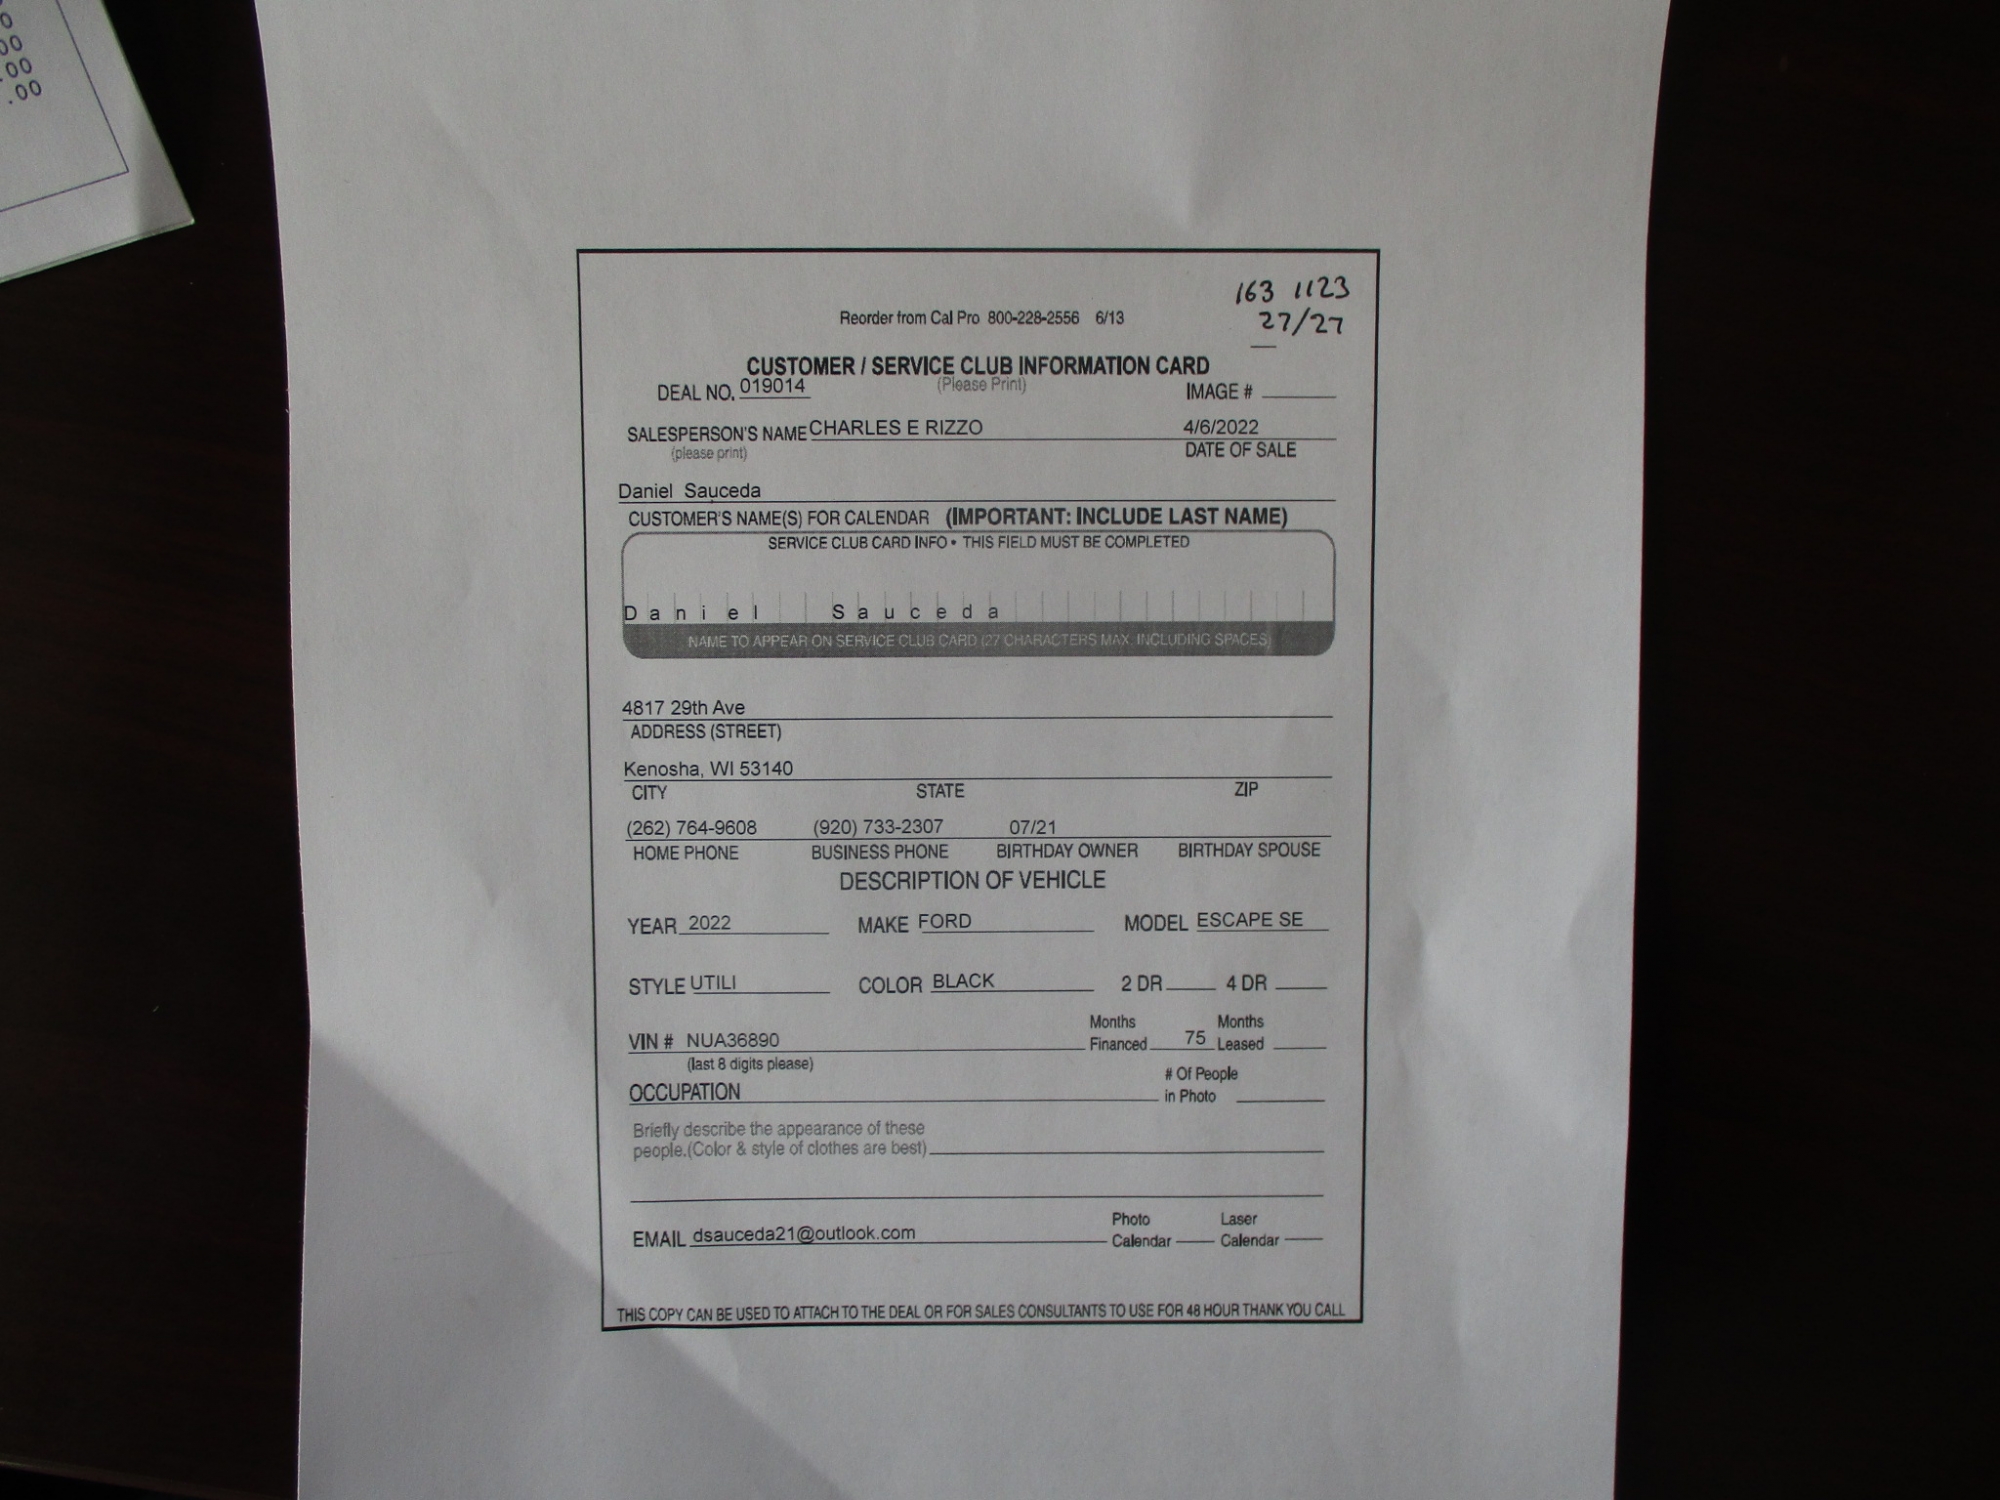 0
00
.00
.00
163 1123
27/27
Reorder from Cal Pro 800-228-2556 6/13
CUSTOMER / SERVICE CLUB INFORMATION CARD
DEAL NO. 019014 (Please Print) IMAGE #
SALESPERSON'S NAME CHARLES E RIZZO 4/6/2022
(please print) DATE OF SALE
Daniel Sauceda
CUSTOMER'S NAME(S) FOR CALENDAR (IMPORTANT: INCLUDE LAST NAME)
SERVICE CLUB CARD INFO • THIS FIELD MUST BE COMPLETED
Daniel Sauceda
NAME TO APPEAR ON SERVICE CLUB CARD (27 CHARACTERS MAX. INCLUDING SPACES)
4817 29th Ave
ADDRESS (STREET)
Kenosha, WI 53140
CITY STATE ZIP
(262) 764-9608 (920) 733-2307 07/21
HOME PHONE BUSINESS PHONE BIRTHDAY OWNER BIRTHDAY SPOUSE
DESCRIPTION OF VEHICLE
YEAR 2022 MAKE FORD MODEL ESCAPE SE
STYLE UTILI COLOR BLACK 2 DR 4 DR
VIN # NUA36890 Months Financed 75 Months Leased
(last 8 digits please)
OCCUPATION # Of People in Photo
Briefly describe the appearance of these
people.(Color & style of clothes are best)
EMAIL dsauceda21@outlook.com Photo Calendar Laser Calendar
THIS COPY CAN BE USED TO ATTACH TO THE DEAL OR FOR SALES CONSULTANTS TO USE FOR 48 HOUR THANK YOU CALL